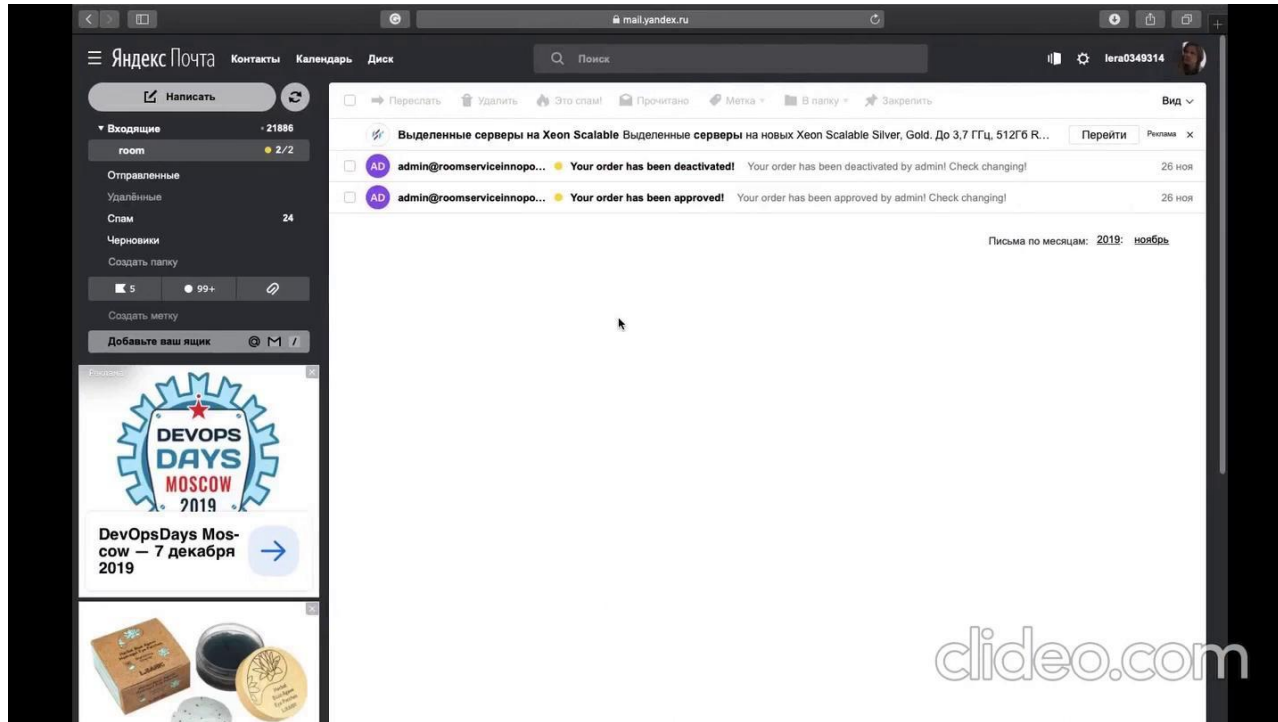 mail.yandex.ru
Яндекс Почта Контакты Календарь Диск Поиск lera0349314
Написать
Переслать Удалить Это спам! Прочитано Метка В папку Закрепить Вид
Входящие 21886
Выделенные серверы на Xeon Scalable Выделенные серверы на новых Xeon Scalable Silver, Gold. До 3,7 ГГц, 512Гб R... Перейти Реклама
room 2/2
admin@roomserviceinnopo... Your order has been deactivated! Your order has been deactivated by admin! Check changing! 26 ноя
Отправленные
Удалённые
admin@roomserviceinnopo... Your order has been approved! Your order has been approved by admin! Check changing! 26 ноя
Спам 24
Черновики
Письма по месяцам: 2019: ноябрь
Создать папку
5 99+
Создать метку
Добавьте ваш ящик
Реклама
DEVOPS
DAYS
MOSCOW
2019
DevOpsDays Mos-
cow — 7 декабря
2019
clideo.com